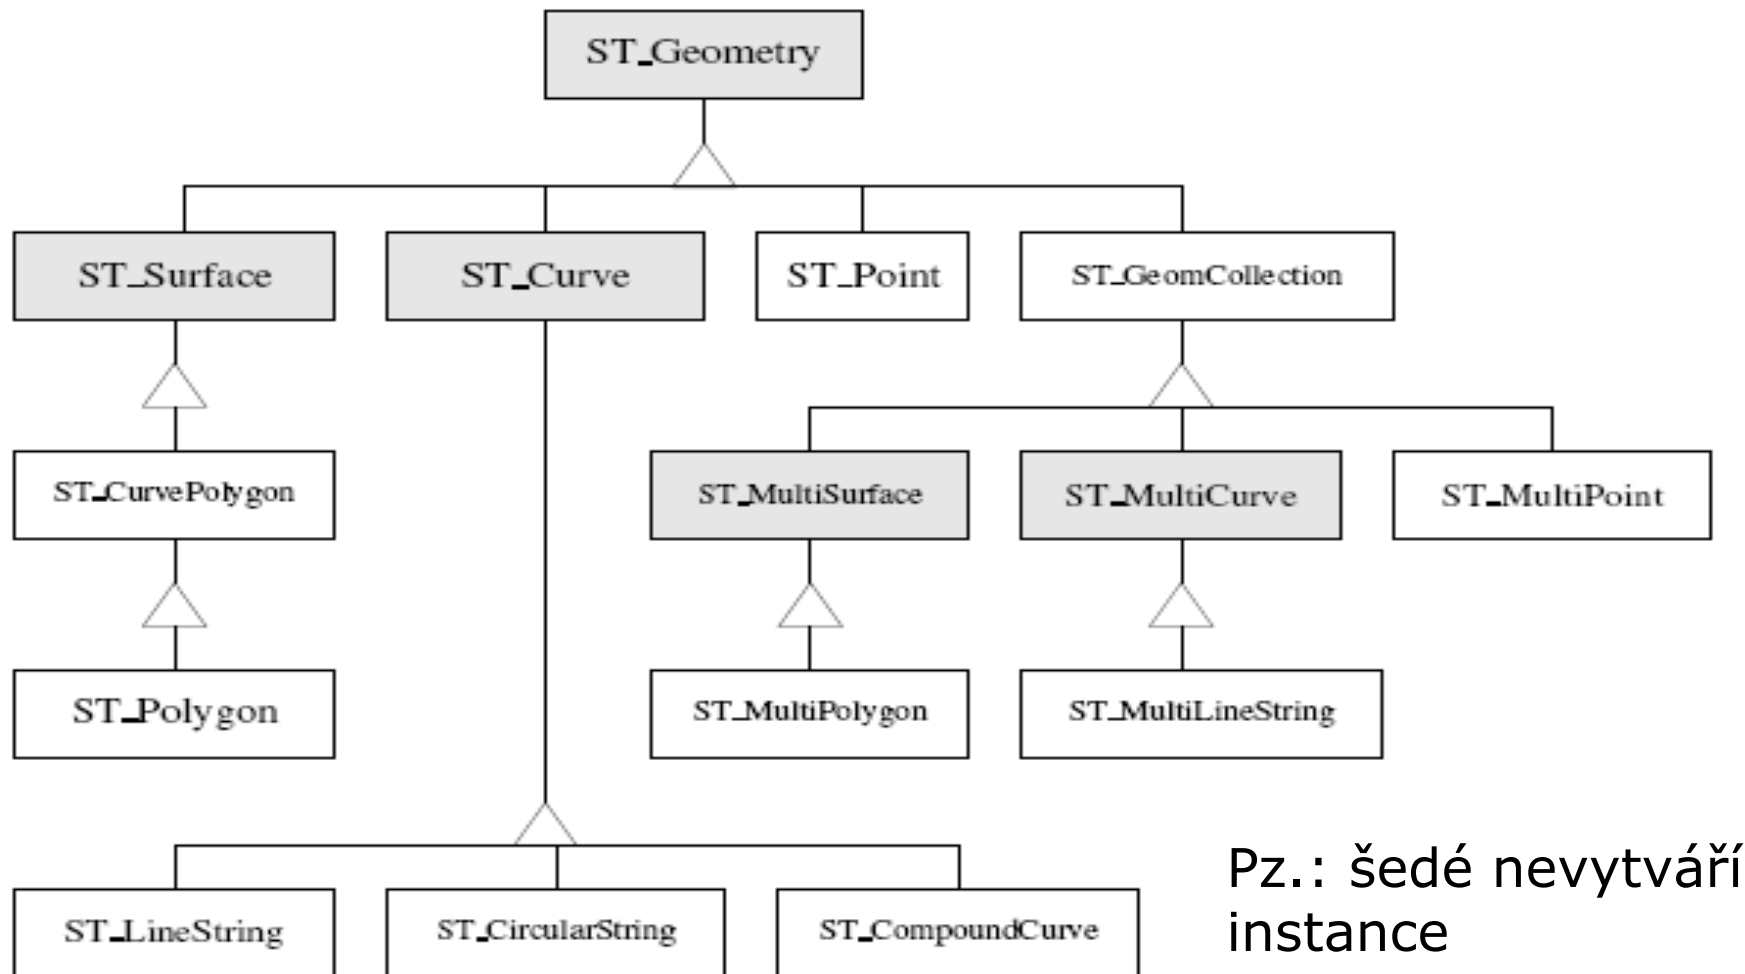 ST_Geometry
ST_Surface
ST_Curve
ST_Point
ST_GeomCollection
ST_CurvePolygon
ST_MultiSurface
ST_MultiCurve
ST_MultiPoint
ST_Polygon
ST_MultiPolygon
ST_MultiLineString
ST_LineString
ST_CircularString
ST_CompoundCurve
Pz.: šedé nevytváří
instance